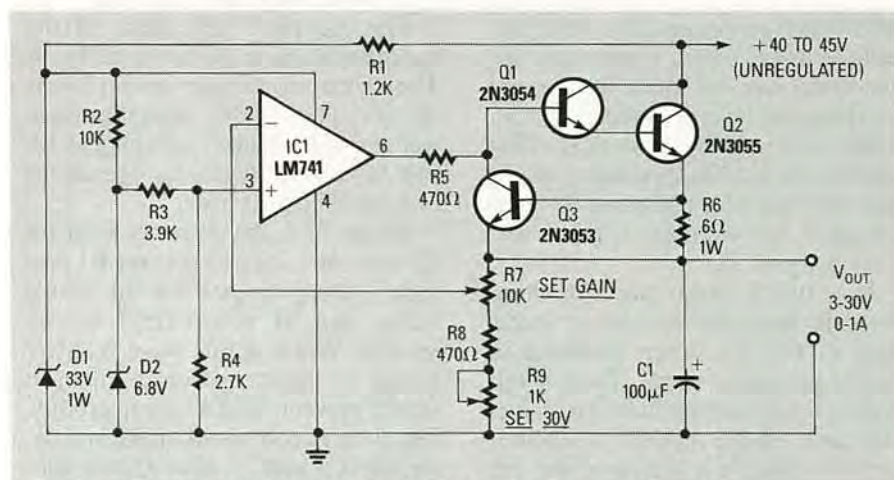 R1
1.2K
+40 TO 45V
(UNREGULATED)
Q1
2N3054
Q2
2N3055
R2
10K
2
7
IC1
LM741
6
3
4
R5
470Ω
R3
3.9K
Q3
2N3053
R6
.6Ω
1W
R7
10K
SET GAIN
VOUT
3-30V
0-1A
R8
470Ω
R4
2.7K
D1
33V
1W
D2
6.8V
R9
1K
SET 30V
C1
100µF
+